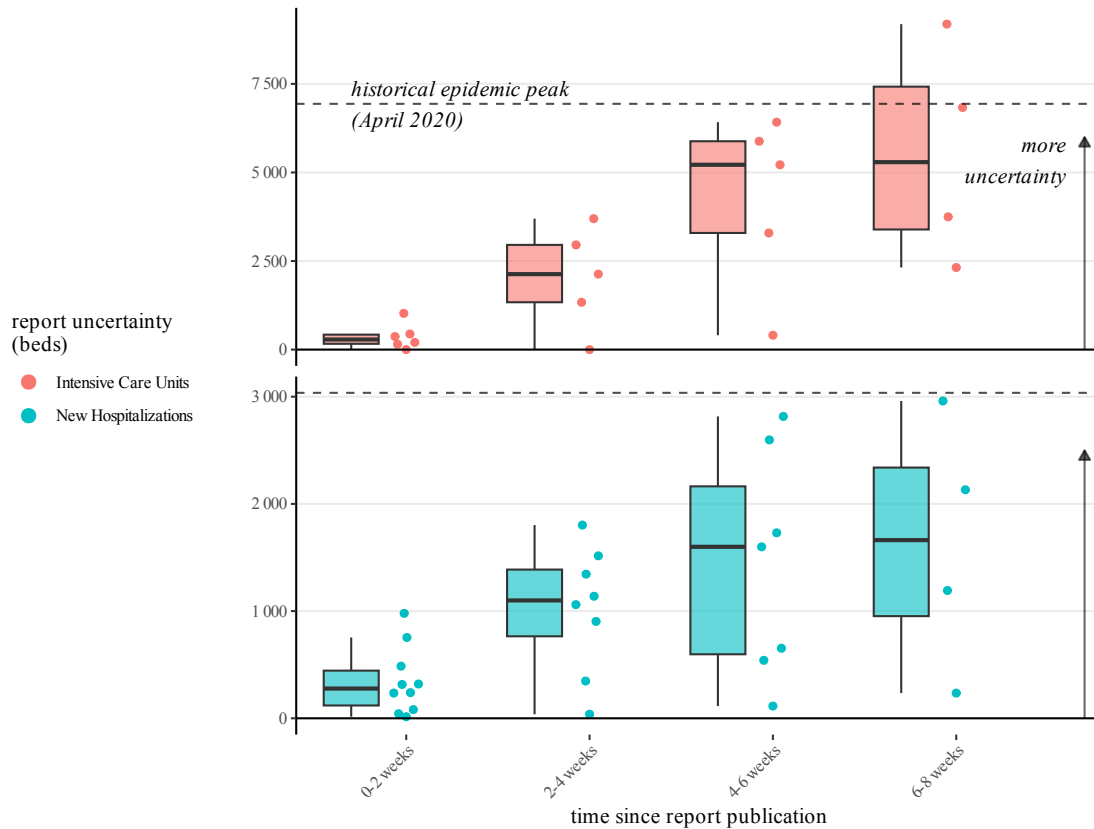 7 500
historical epidemic peak
(April 2020)
more
uncertainty
5 000
2 500
0
report uncertainty
(beds)
Intensive Care Units
New Hospitalizations
3 000
2 000
1 000
0
0-2 weeks
2-4 weeks
4-6 weeks
6-8 weeks
time since report publication